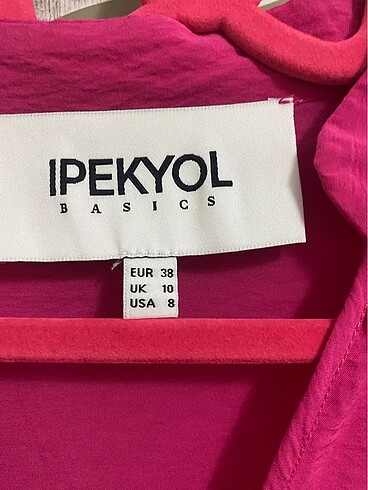 IPEKYOL
BASICS
EUR 38
UK 10
USA 8